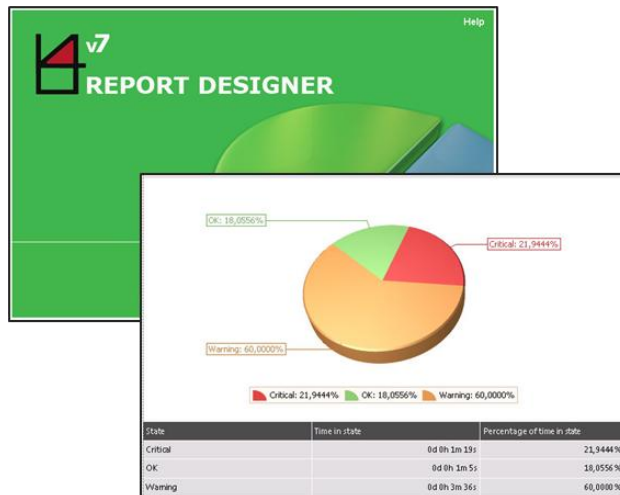 Help
v7
REPORT DESIGNER
OK: 18,0556%
Critical: 21,9444%
Warning: 60,0000%
Critical: 21,9444% OK: 18,0556% Warning: 60,0000%
State Time in state Percentage of time in state
Critical 0d 0h 1m 19s 21,9444%
OK 0d 0h 1m 5s 18,0556%
Warning 0d 0h 3m 36s 60,0000%